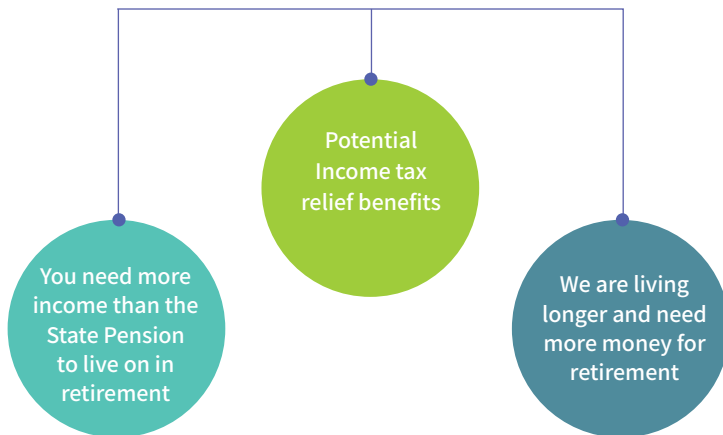 You need more
income than the
State Pension
to live on in
retirement
Potential
Income tax
relief benefits
We are living
longer and need
more money for
retirement